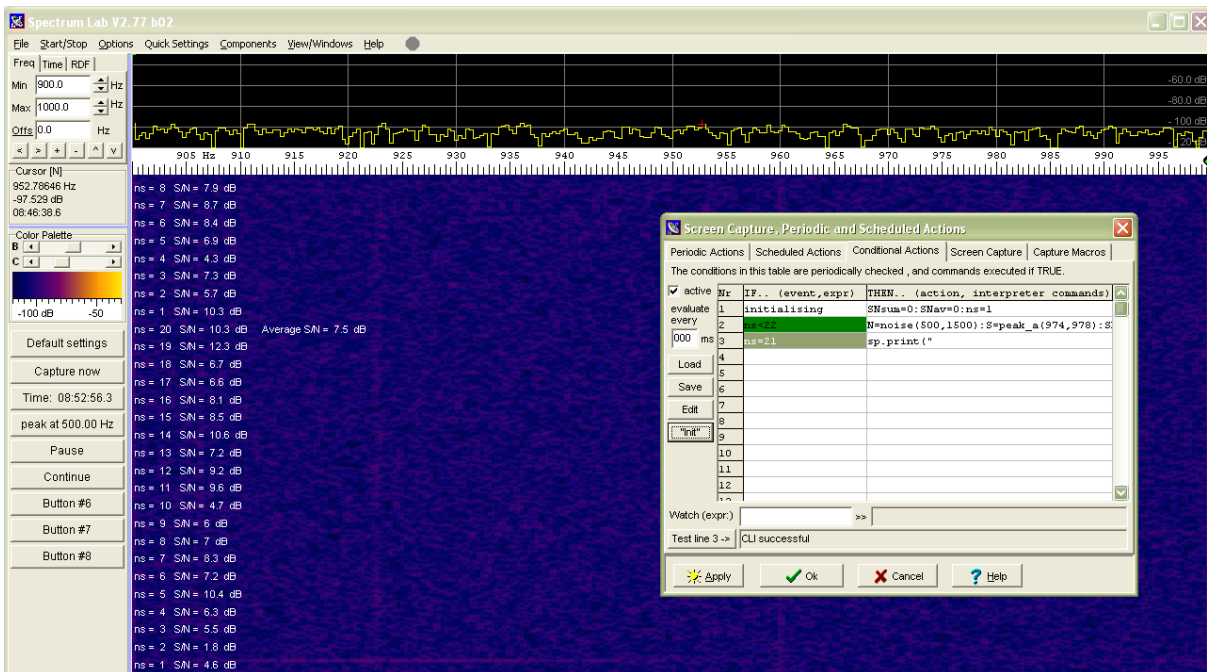 Spectrum Lab V2.77 b02
File Start/Stop Options Quick Settings Components View/Windows Help
Freq Time RDF
Min 900.0 Hz
Max 1000.0 Hz
Offs 0.0 Hz
< > + - ^ v
Cursor [N]
952.78646 Hz
-97.529 dB
08:46:38.6
Color Palette
B
C
-100 dB -50
Default settings
Capture now
Time: 08:52:56.3
peak at 500.00 Hz
Pause
Continue
Button #6
Button #7
Button #8
-60.0 dB
-80.0 dB
-100 dB
-120 dB
905 Hz 910 915 920 925 930 935 940 945 950 955 960 965 970 975 980 985 990 995
ns = 8 S/N = 7.9 dB
ns = 7 S/N = 8.7 dB
ns = 6 S/N = 8.4 dB
ns = 5 S/N = 6.9 dB
ns = 4 S/N = 4.3 dB
ns = 3 S/N = 7.3 dB
ns = 2 S/N = 5.7 dB
ns = 1 S/N = 10.3 dB
ns = 20 S/N = 10.3 dB Average S/N = 7.5 dB
ns = 19 S/N = 12.3 dB
ns = 18 S/N = 6.7 dB
ns = 17 S/N = 6.6 dB
ns = 16 S/N = 8.1 dB
ns = 15 S/N = 8.5 dB
ns = 14 S/N = 10.6 dB
ns = 13 S/N = 7.2 dB
ns = 12 S/N = 9.2 dB
ns = 11 S/N = 9.6 dB
ns = 10 S/N = 4.7 dB
ns = 9 S/N = 6 dB
ns = 8 S/N = 7 dB
ns = 7 S/N = 8.3 dB
ns = 6 S/N = 7.2 dB
ns = 5 S/N = 10.4 dB
ns = 4 S/N = 6.3 dB
ns = 3 S/N = 5.5 dB
ns = 2 S/N = 1.8 dB
ns = 1 S/N = 4.6 dB
Screen Capture, Periodic and Scheduled Actions
Periodic Actions Scheduled Actions Conditional Actions Screen Capture Capture Macros
The conditions in this table are periodically checked , and commands executed if TRUE.
active
evaluate
every
000 ms
Load
Save
Edit
"Init"
Nr IF.. (event,expr) THEN.. (action, interpreter commands)
1 initialising SNsum=0:SNav=0:ns=1
2 ns<22 N=noise(500,1500):S=peak_a(974,978):S
3 ns=21 sp.print("
4
5
6
7
8
9
10
11
12
Watch (expr:) >>
Test line 3 -> CLI successful
Apply Ok Cancel Help